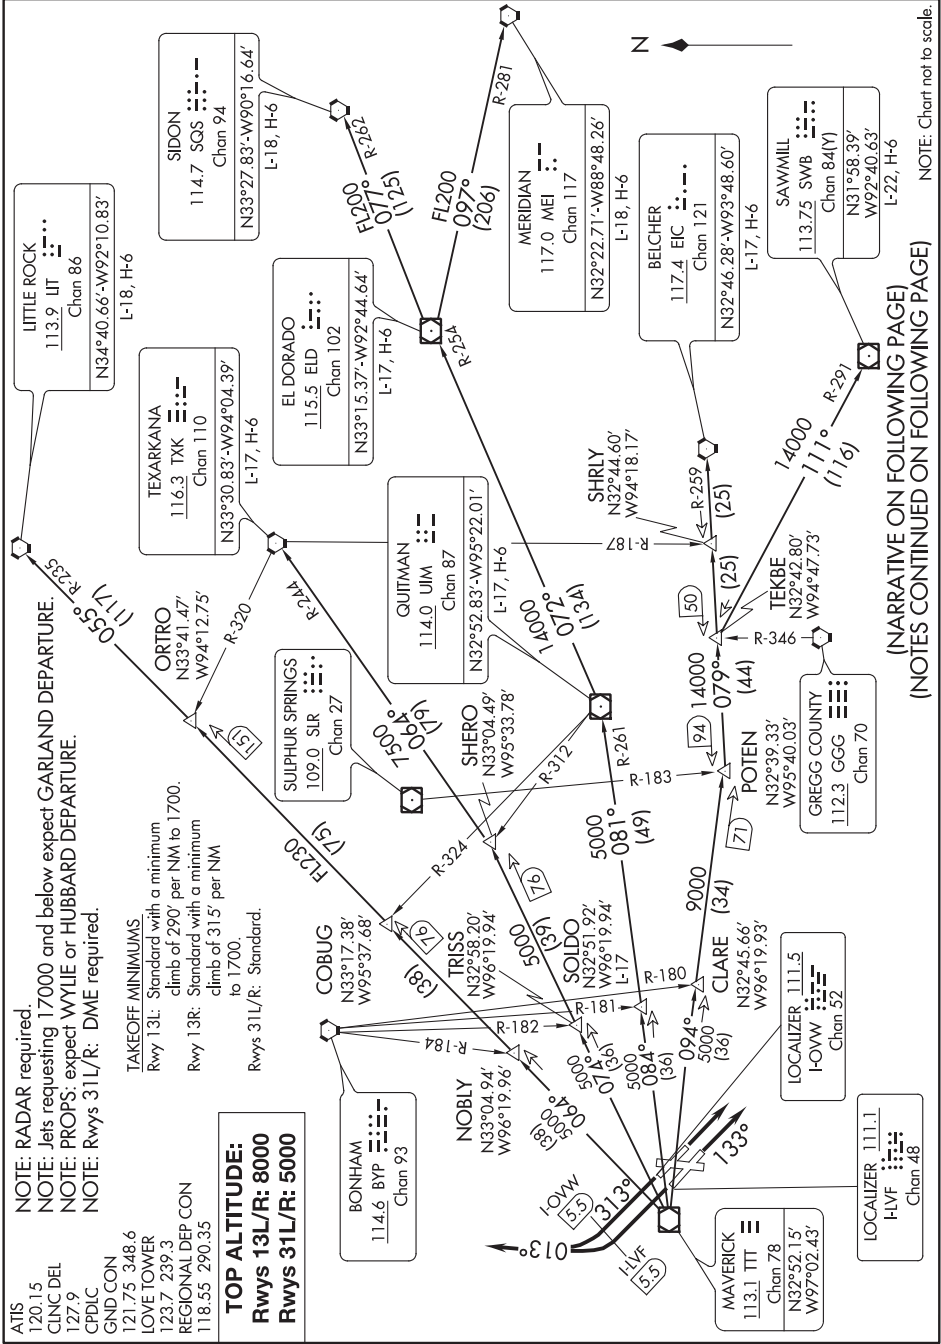 ATIS
120.15
CLNC DEL
127.9
CPDLC
GND CON
121.75 348.6
LOVE TOWER
123.7 239.3
REGIONAL DEP CON
118.55 290.35
NOTE: RADAR required.
NOTE: Jets requesting 17000 and below expect GARLAND DEPARTURE.
NOTE: PROPS: expect WYLIE or HUBBARD DEPARTURE.
NOTE: Rwys 31L/R: DME required.
TOP ALTITUDE:
Rwys 13L/R: 8000
Rwys 31L/R: 5000
TAKEOFF MINIMUMS
Rwy 13L: Standard with a minimum
climb of 290' per NM to 1700.
Rwy 13R: Standard with a minimum
climb of 315' per NM
to 1700.
Rwys 31L/R: Standard.
LITTLE ROCK
113.9 LIT
Chan 86
N34°40.66'-W92°10.83'
L-18, H-6
SIDON
114.7 SQS
Chan 94
N33°27.83'-W90°16.64'
L-18, H-6
TEXARKANA
116.3 TXK
Chan 110
N33°30.83'-W94°04.39'
L-17, H-6
EL DORADO
115.5 ELD
Chan 102
N33°15.37'-W92°44.64'
L-17, H-6
MERIDIAN
117.0 MEI
Chan 117
N32°22.71'-W88°48.26'
L-18, H-6
BELCHER
117.4 EIC
Chan 121
N32°46.28'-W93°48.60'
L-17, H-6
SAWMILL
113.75 SWB
Chan 84(Y)
N31°58.39'
W92°40.63'
L-22, H-6
QUITMAN
114.0 UIM
Chan 87
N32°52.83'-W95°22.01'
L-17, H-6
SULPHUR SPRINGS
109.0 SLR
Chan 27
GREGG COUNTY
112.3 GGG
Chan 70
BONHAM
114.6 BYP
Chan 93
MAVERICK
113.1 TTT
Chan 78
N32°52.15'
W97°02.43'
LOCALIZER 111.5
I-OVW
Chan 52
LOCALIZER 111.1
I-LVF
Chan 48
ORTRO
N33°41.47'
W94°12.75'
COBUG
N33°17.38'
W95°37.68'
NOBLY
N33°04.94'
W96°19.96'
TRISS
N32°58.20'
W96°19.94'
SHERO
N33°04.49'
W95°33.78'
SOLDO
N32°51.92'
W96°19.94'
L-17
CLARE
N32°45.66'
W96°19.93'
POTEN
N32°39.33'
W95°40.03'
TEKBE
N32°42.80'
W94°47.73'
SHRLY
N32°44.60'
W94°18.17'
R-235
055°
(117)
R-320
151
FL230
(75)
76
(38)
R-324
R-184
R-182
R-181
R-180
5000
064°
(38)
5000
074°
(36)
5000
084°
(36)
094°
5000
(36)
5000
(39)
76
R-312
7500
064°
(79)
R-244
5000
081°
(49)
R-261
14000
072°
(134)
R-254
FL200
077°
(125)
R-262
FL200
097°
(206)
R-281
9000
(34)
71
R-183
94
14000
079°
(44)
R-346
50
(25)
R-187
R-259
(25)
14000
111°
(116)
R-291
I-OVW
5.5
I-LVF
5.5
013°
313°
133°
N
(NARRATIVE ON FOLLOWING PAGE)
(NOTES CONTINUED ON FOLLOWING PAGE)
NOTE: Chart not to scale.